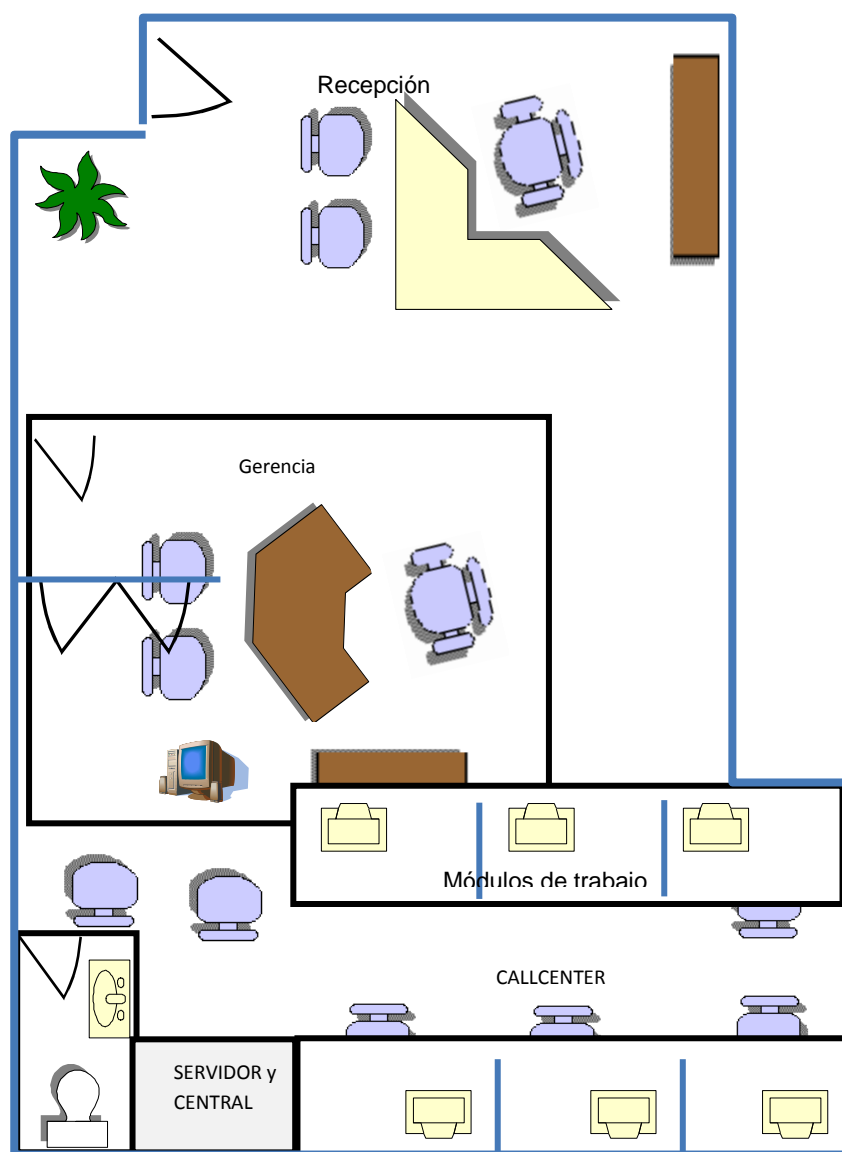 Recepción
Gerencia
Módulos de trabajo
CALLCENTER
SERVIDOR y
CENTRAL